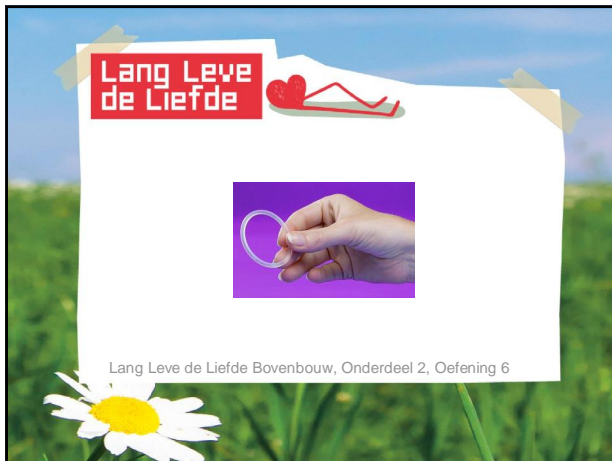 Lang Leve
de Liefde
Lang Leve de Liefde Bovenbouw, Onderdeel 2, Oefening 6